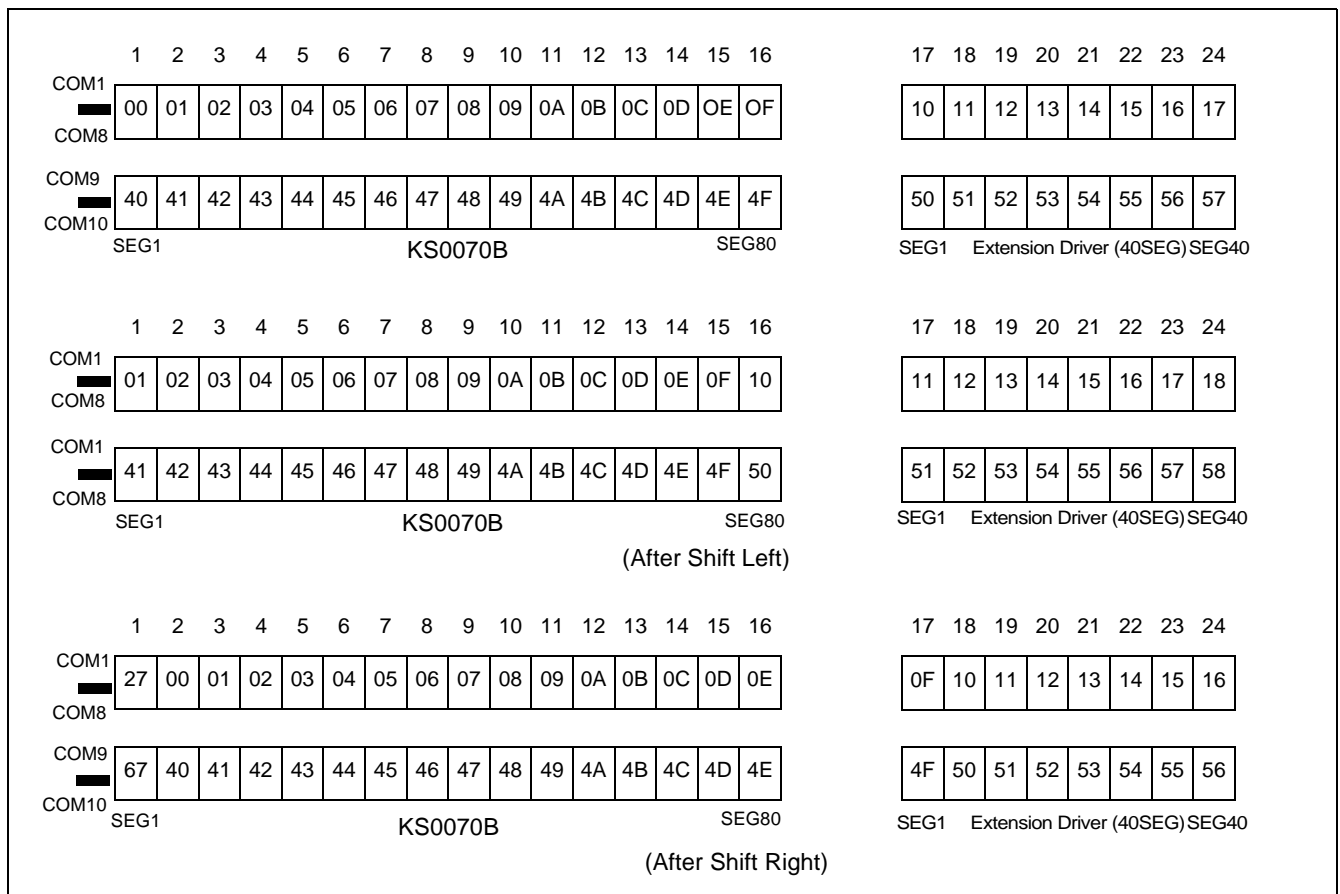 1 2 3 4 5 6 7 8 9 10 11 12 13 14 15 16 17 18 19 20 21 22 23 24
COM1
00 01 02 03 04 05 06 07 08 09 0A 0B 0C 0D OE OF 10 11 12 13 14 15 16 17
COM8
COM9
40 41 42 43 44 45 46 47 48 49 4A 4B 4C 4D 4E 4F 50 51 52 53 54 55 56 57
COM10
SEG1 KS0070B SEG80 SEG1 Extension Driver (40SEG) SEG40
1 2 3 4 5 6 7 8 9 10 11 12 13 14 15 16 17 18 19 20 21 22 23 24
COM1
01 02 03 04 05 06 07 08 09 0A 0B 0C 0D 0E 0F 10 11 12 13 14 15 16 17 18
COM8
COM1
41 42 43 44 45 46 47 48 49 4A 4B 4C 4D 4E 4F 50 51 52 53 54 55 56 57 58
COM8
SEG1 KS0070B SEG80 SEG1 Extension Driver (40SEG) SEG40
(After Shift Left)
1 2 3 4 5 6 7 8 9 10 11 12 13 14 15 16 17 18 19 20 21 22 23 24
COM1
27 00 01 02 03 04 05 06 07 08 09 0A 0B 0C 0D 0E 0F 10 11 12 13 14 15 16
COM8
COM9
67 40 41 42 43 44 45 46 47 48 49 4A 4B 4C 4D 4E 4F 50 51 52 53 54 55 56
COM10
SEG1 KS0070B SEG80 SEG1 Extension Driver (40SEG) SEG40
(After Shift Right)